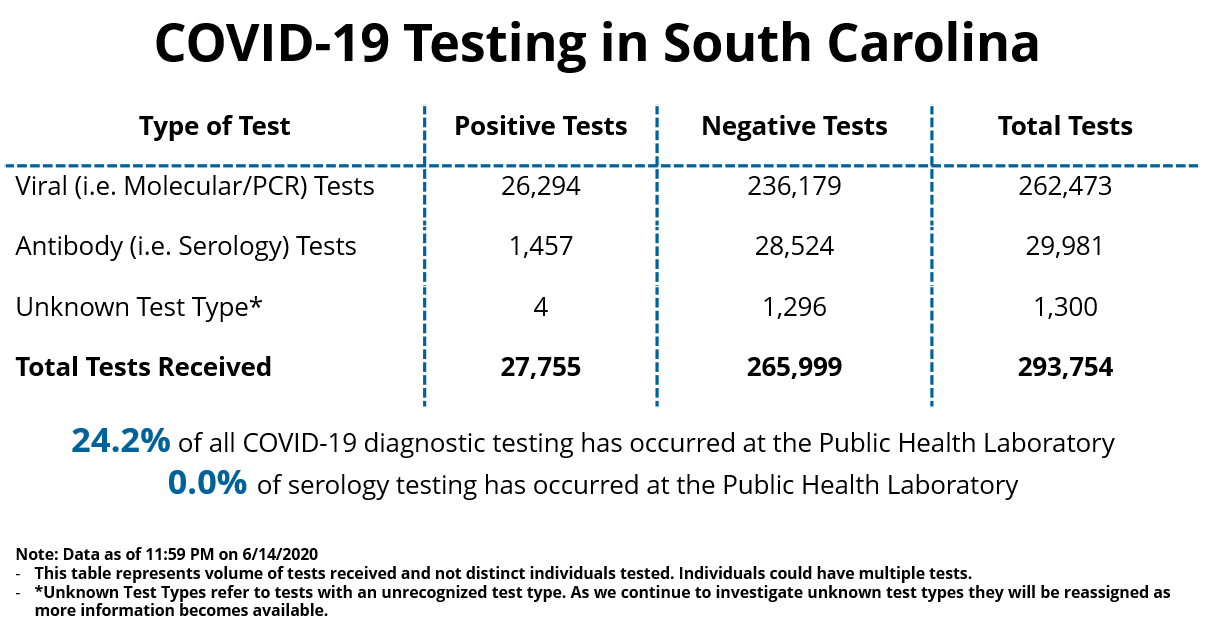 COVID-19 Testing in South Carolina
Type of Test Positive Tests Negative Tests Total Tests
Viral (i.e. Molecular/PCR) Tests 26,294 236,179 262,473
Antibody (i.e. Serology) Tests 1,457 28,524 29,981
Unknown Test Type* 4 1,296 1,300
Total Tests Received 27,755 265,999 293,754
24.2% of all COVID-19 diagnostic testing has occurred at the Public Health Laboratory
0.0% of serology testing has occurred at the Public Health Laboratory
Note: Data as of 11:59 PM on 6/14/2020
- This table represents volume of tests received and not distinct individuals tested. Individuals could have multiple tests.
- *Unknown Test Types refer to tests with an unrecognized test type. As we continue to investigate unknown test types they will be reassigned as
more information becomes available.